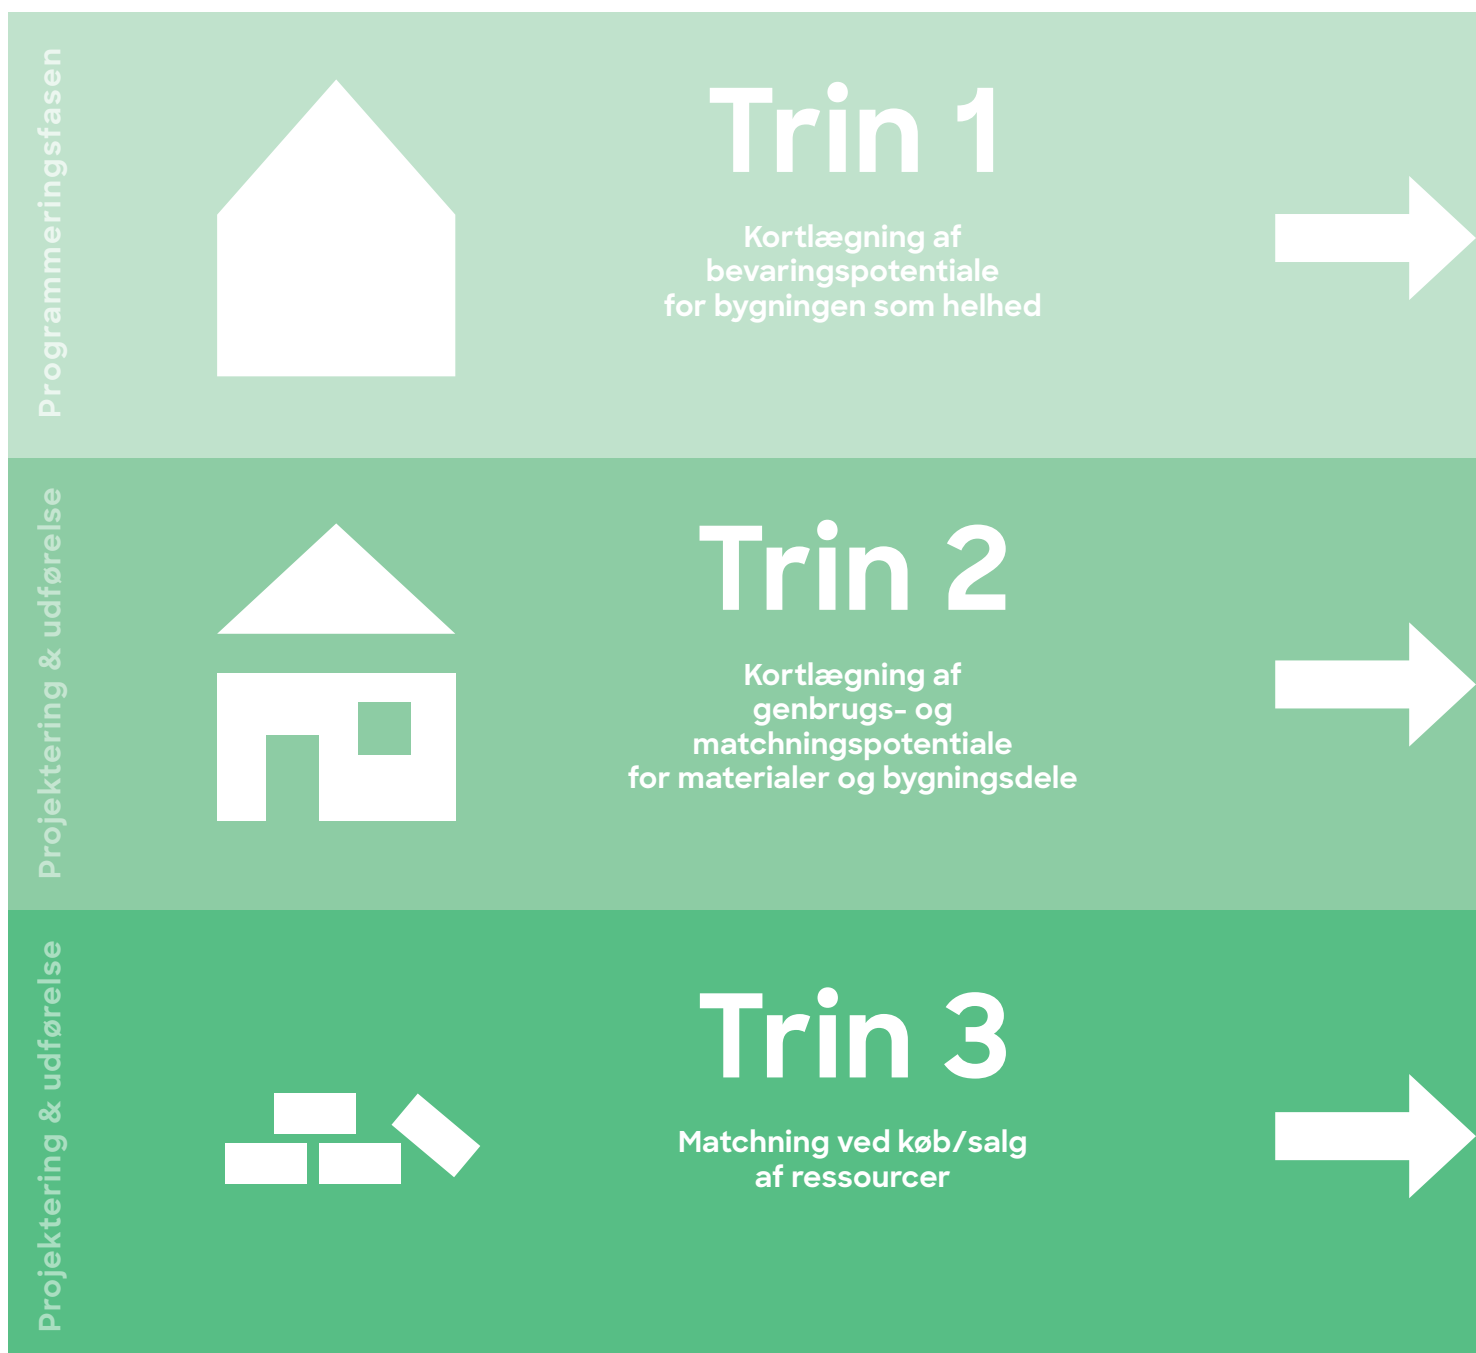 Programmeringsfasen
Trin 1
Kortlægning af
bevaringspotentiale
for bygningen som helhed
Projektering & udførelse
Trin 2
Kortlægning af
genbrugs- og
matchningspotentiale
for materialer og bygningsdele
Projektering & udførelse
Trin 3
Matchning ved køb/salg
af ressourcer